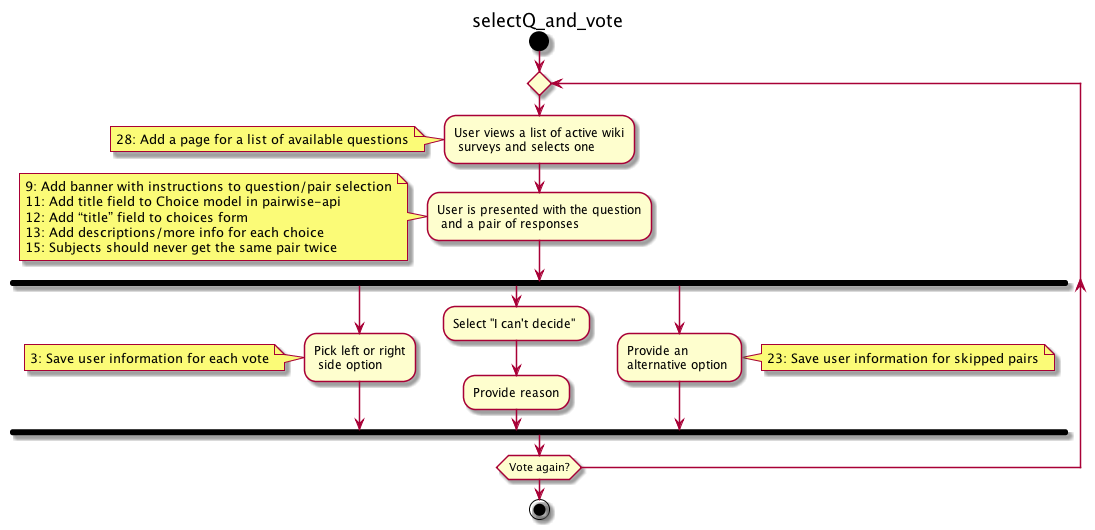 selectQ_and_vote
28: Add a page for a list of available questions
User views a list of active wiki
surveys and selects one
9: Add banner with instructions to question/pair selection
11: Add title field to Choice model in pairwise-api
12: Add “title” field to choices form
13: Add descriptions/more info for each choice
15: Subjects should never get the same pair twice
User is presented with the question
and a pair of responses
3: Save user information for each vote
Pick left or right
side option
Select "I can't decide"
Provide reason
Provide an
alternative option
23: Save user information for skipped pairs
Vote again?